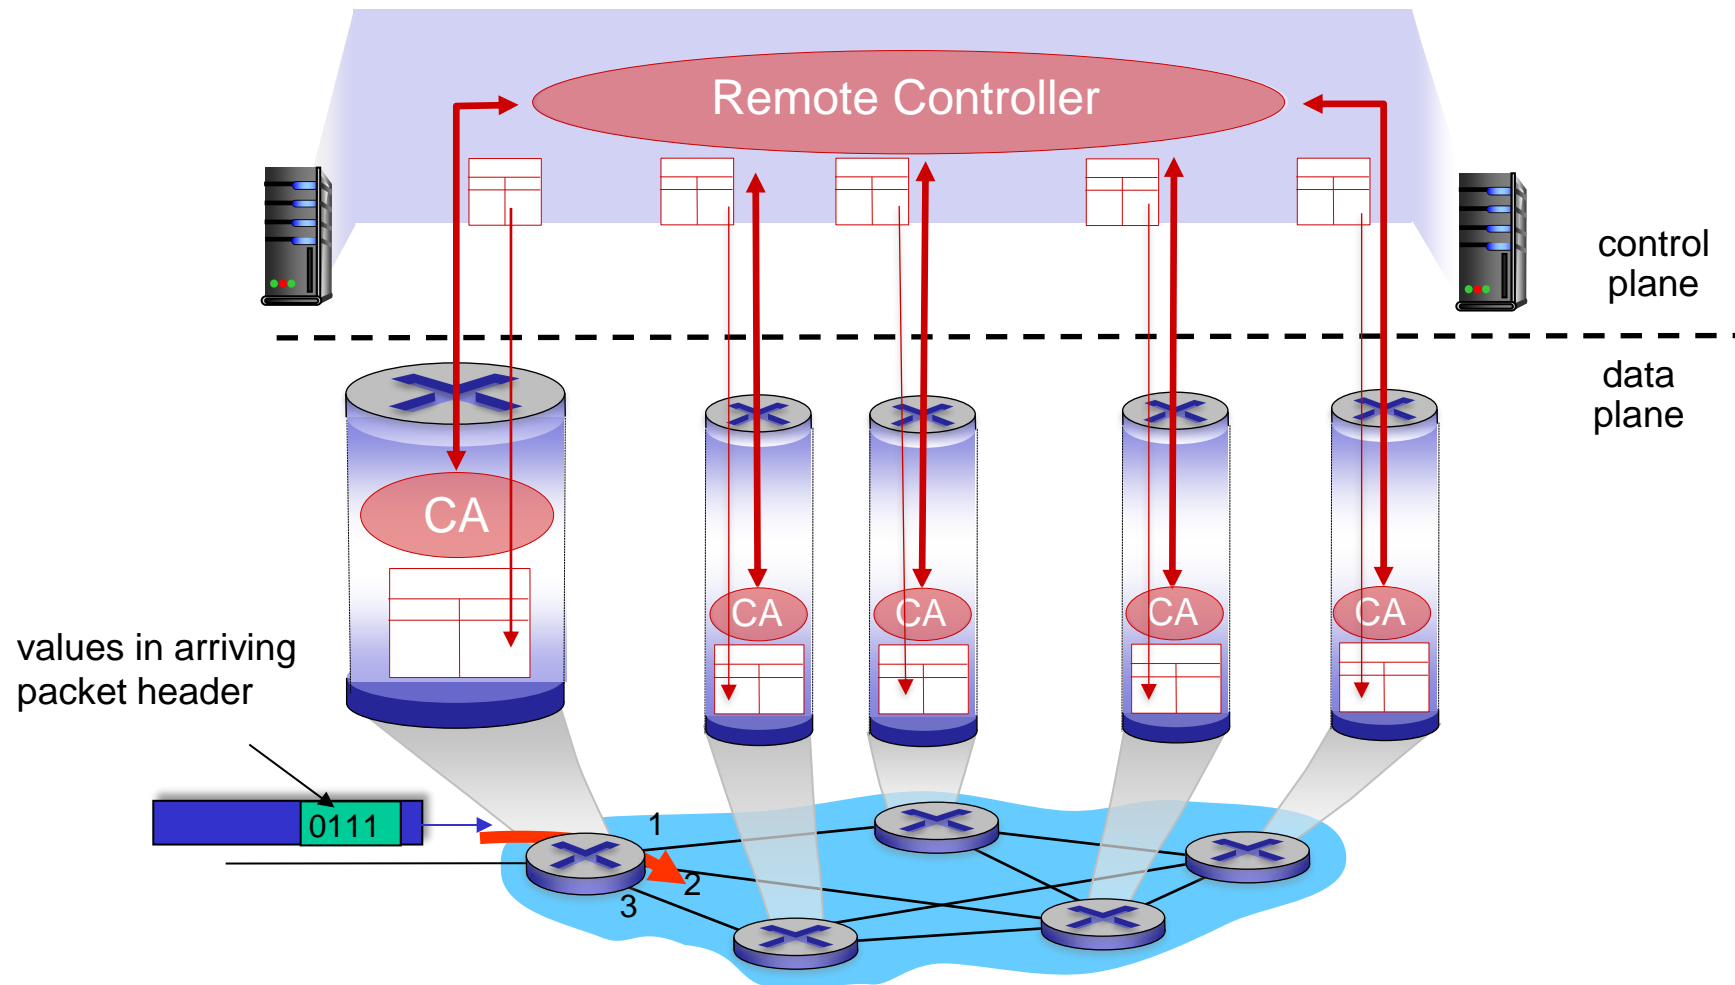 Remote Controller
control
plane
data
plane
CA
CA
CA
CA
CA
values in arriving
packet header
0111
1
2
3